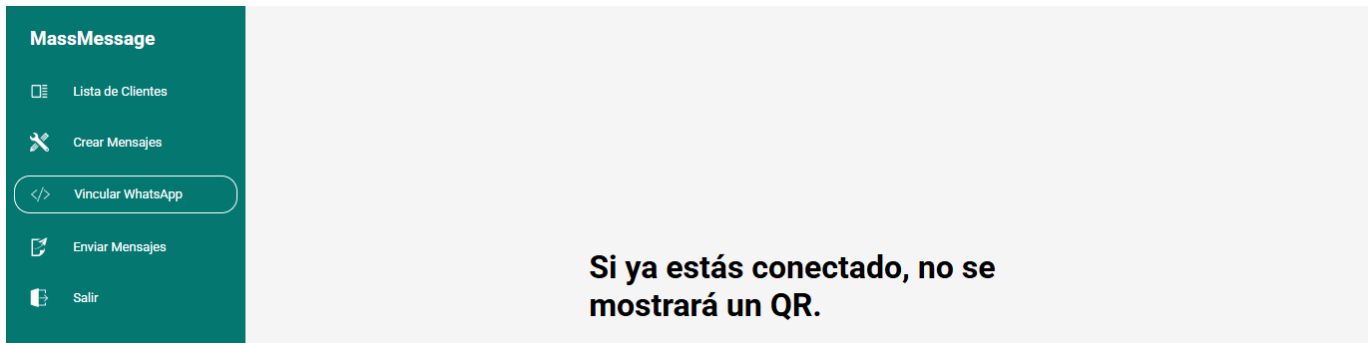 MassMessage
Lista de Clientes
Crear Mensajes
Vincular WhatsApp
Enviar Mensajes
Salir
Si ya estás conectado, no se
mostrará un QR.